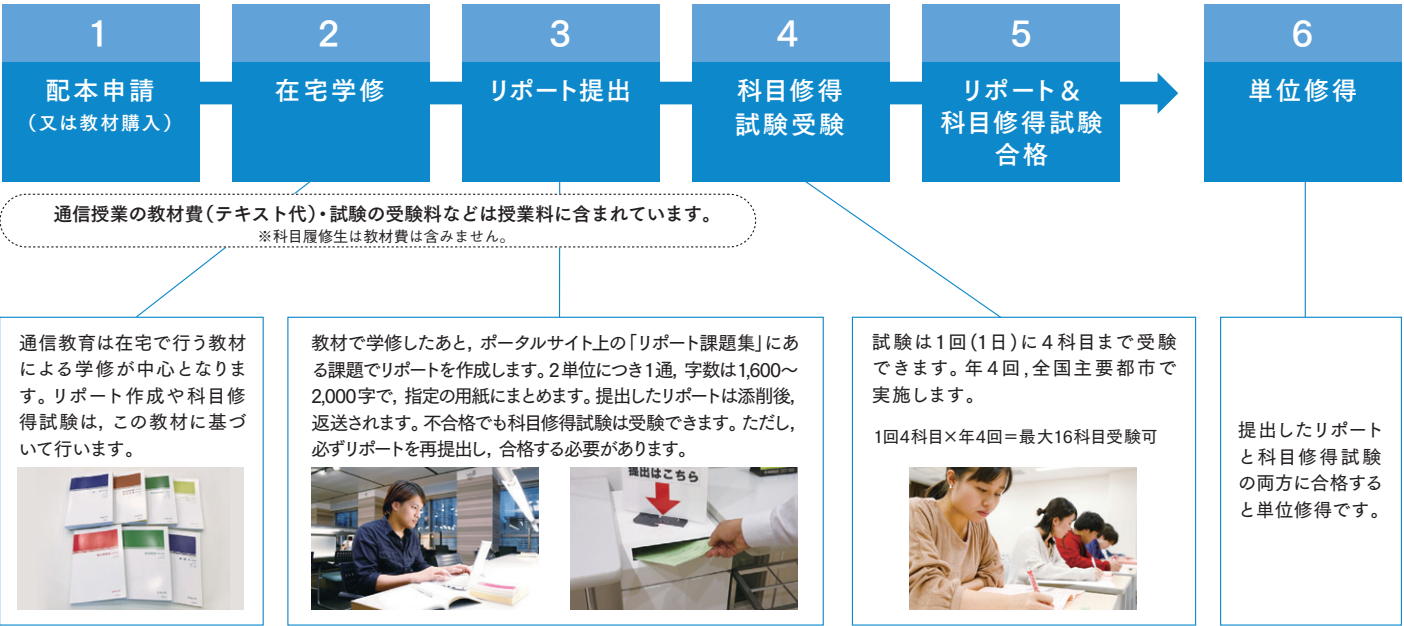 1
配本申請
（又は教材購入）
2
在宅学修
3
リポート提出
4
科目修得
試験受験
5
リポート＆
科目修得試験
合格
6
単位修得
通信授業の教材費（テキスト代）・試験の受験料などは授業料に含まれています。
※科目履修生は教材費は含みません。
通信教育は在宅で行う教材
による学修が中心となりま
す。リポート作成や科目修
得試験は，この教材に基づ
いて行います。
教材で学修したあと，ポータルサイト上の「リポート課題集」にあ
る課題でリポートを作成します。2単位につき1通，字数は1,600～
2,000字で，指定の用紙にまとめます。提出したリポートは添削後，
返送されます。不合格でも科目修得試験は受験できます。ただし，
必ずリポートを再提出し，合格する必要があります。
提出はこちら
試験は1回(1日)に4科目まで受験
できます。年4回,全国主要都市で
実施します。
1回4科目×年4回＝最大16科目受験可
提出したリポート
と科目修得試験
の両方に合格する
と単位修得です。